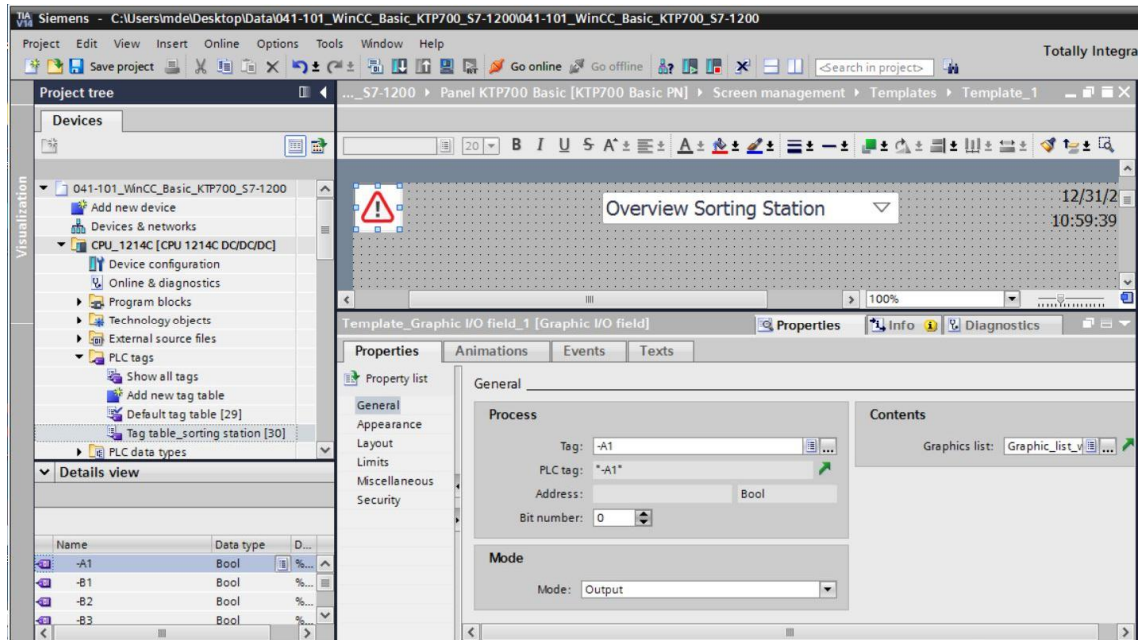 TIA V14 Siemens - C:\Users\mde\Desktop\Data\041-101_WinCC_Basic_KTP700_S7-1200\041-101_WinCC_Basic_KTP700_S7-1200
Project Edit View Insert Online Options Tools Window Help
Totally Integra
Save project Go online Go offline <Search in project>
Project tree
..._S7-1200 Panel KTP700 Basic [KTP700 Basic PN] Screen management Templates Template_1
Devices
20 B I U S A A
Visualization
041-101_WinCC_Basic_KTP700_S7-1200
Add new device
Devices & networks
CPU_1214C [CPU 1214C DC/DC/DC]
Device configuration
Online & diagnostics
Program blocks
Technology objects
External source files
PLC tags
Show all tags
Add new tag table
Default tag table [29]
Tag table_sorting station [30]
PLC data types
Overview Sorting Station
12/31/2
10:59:39
100%
Details view
Name Data type D...
-A1 Bool %...
-B1 Bool %...
-B2 Bool %...
-B3 Bool %...
Template_Graphic I/O field_1 [Graphic I/O field]
Properties Info Diagnostics
Properties Animations Events Texts
Property list
General
Appearance
Layout
Limits
Miscellaneous
Security
General
Process
Tag: -A1
PLC tag: "-A1"
Address: Bool
Bit number: 0
Mode
Mode: Output
Contents
Graphics list: Graphic_list_v ...